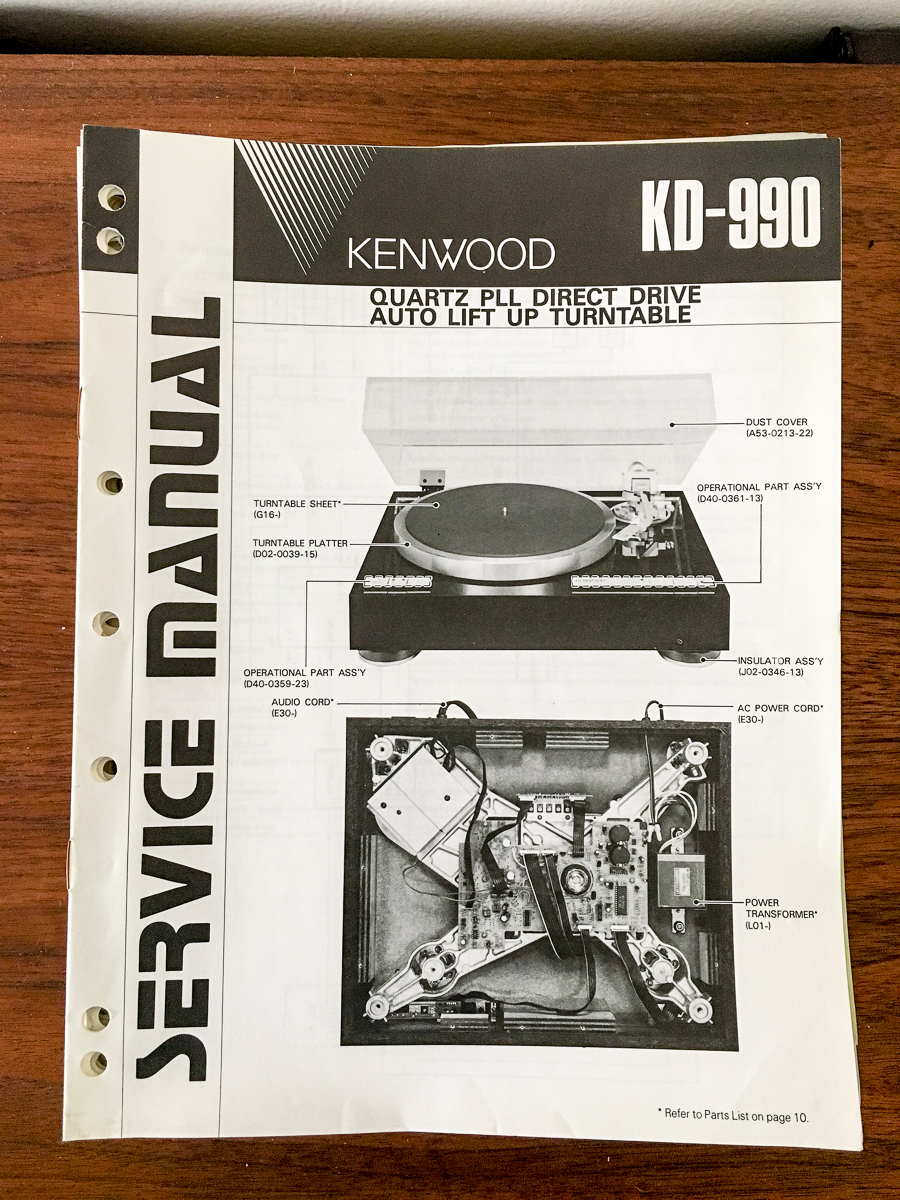 SERVICE MANUAL
KENWOOD
KD-990
QUARTZ PLL DIRECT DRIVE
AUTO LIFT UP TURNTABLE
DUST COVER
(A53-0213-22)
OPERATIONAL PART ASS'Y
(D40-0361-13)
TURNTABLE SHEET*
(G16-)
TURNTABLE PLATTER
(D02-0039-15)
OPERATIONAL PART ASS'Y
(D40-0359-23)
INSULATOR ASS'Y
(J02-0346-13)
AUDIO CORD*
(E30-)
AC POWER CORD*
(E30-)
POWER
TRANSFORMER*
(L01-)
* Refer to Parts List on page 10.